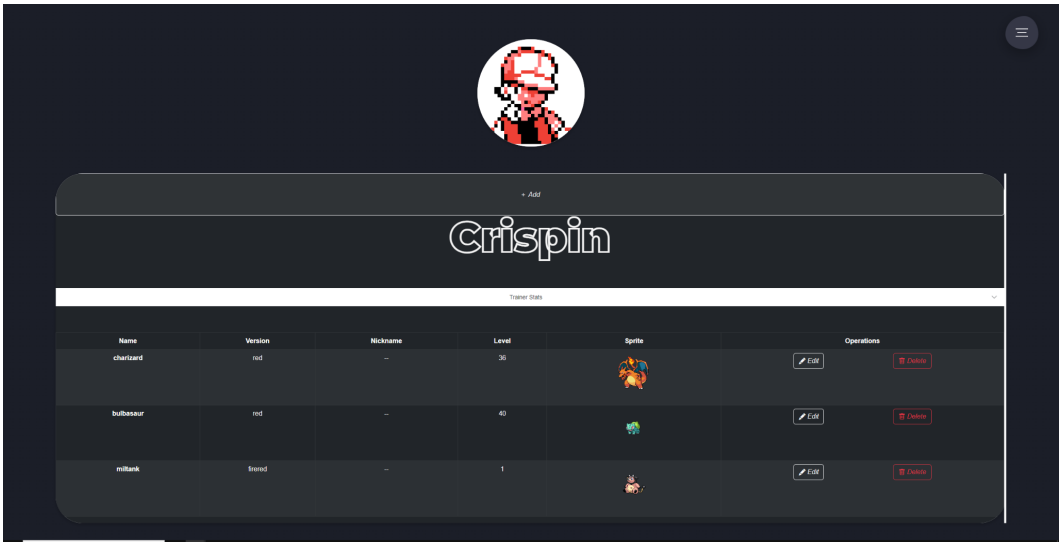 + Add
Crispin
Trainer Stats
Name Version Nickname Level Sprite Operations
charizard red -- 36 Edit Delete
bulbasaur red -- 40 Edit Delete
miltank firered -- 1 Edit Delete